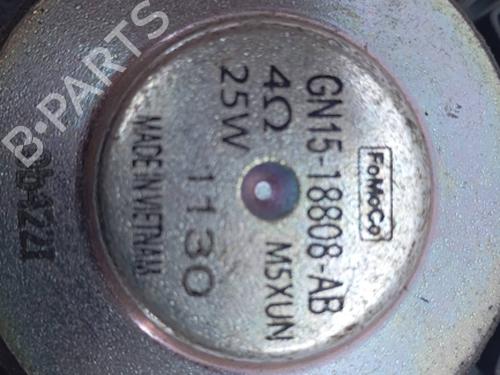 FoMoCo
GN15-18808-AB
4Ω M5XUN
25W
1130
MADE IN VIETNAM
B-PARTS